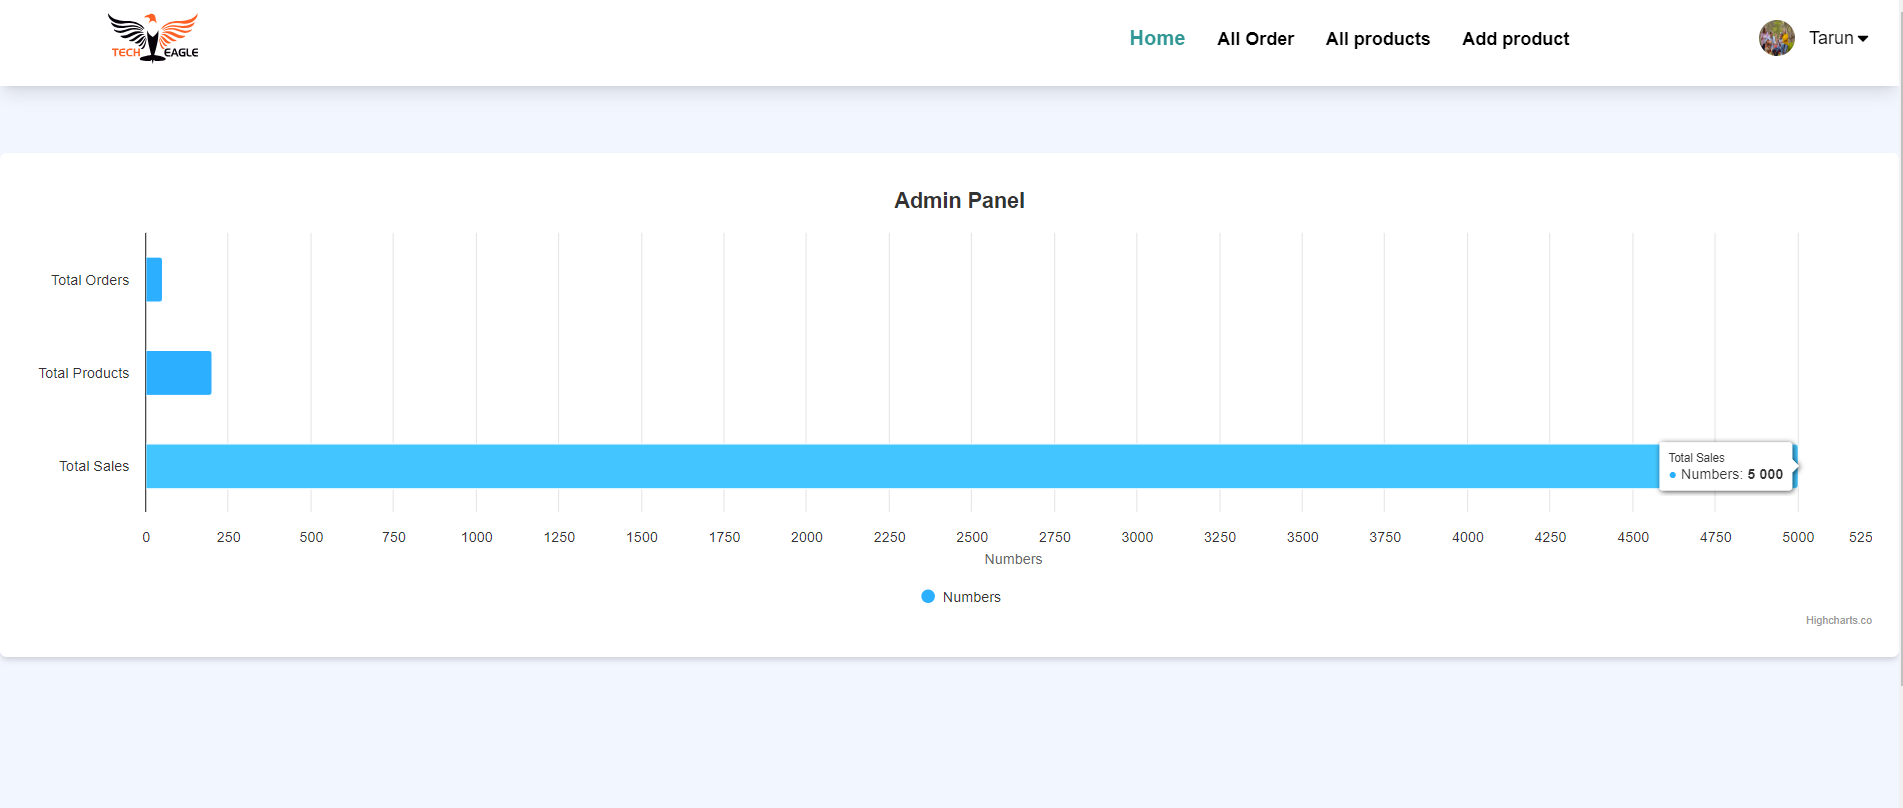 TECH EAGLE
Home All Order All products Add product Tarun
Admin Panel
Total Orders
Total Products
Total Sales
Total Sales
● Numbers: 5 000
0 250 500 750 1000 1250 1500 1750 2000 2250 2500 2750 3000 3250 3500 3750 4000 4250 4500 4750 5000 525
Numbers
Numbers
Highcharts.co